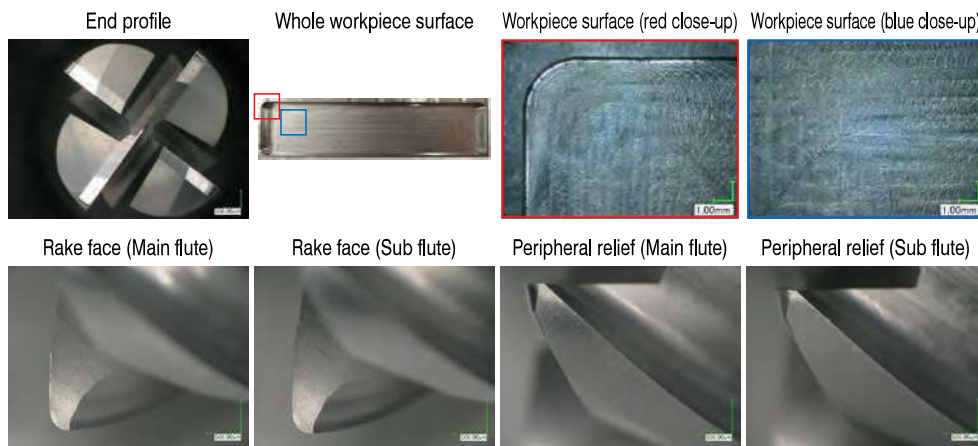 End profile
Whole workpiece surface
Workpiece surface (red close-up)
Workpiece surface (blue close-up)
1.00mm
1.00mm
Rake face (Main flute)
Rake face (Sub flute)
Peripheral relief (Main flute)
Peripheral relief (Sub flute)